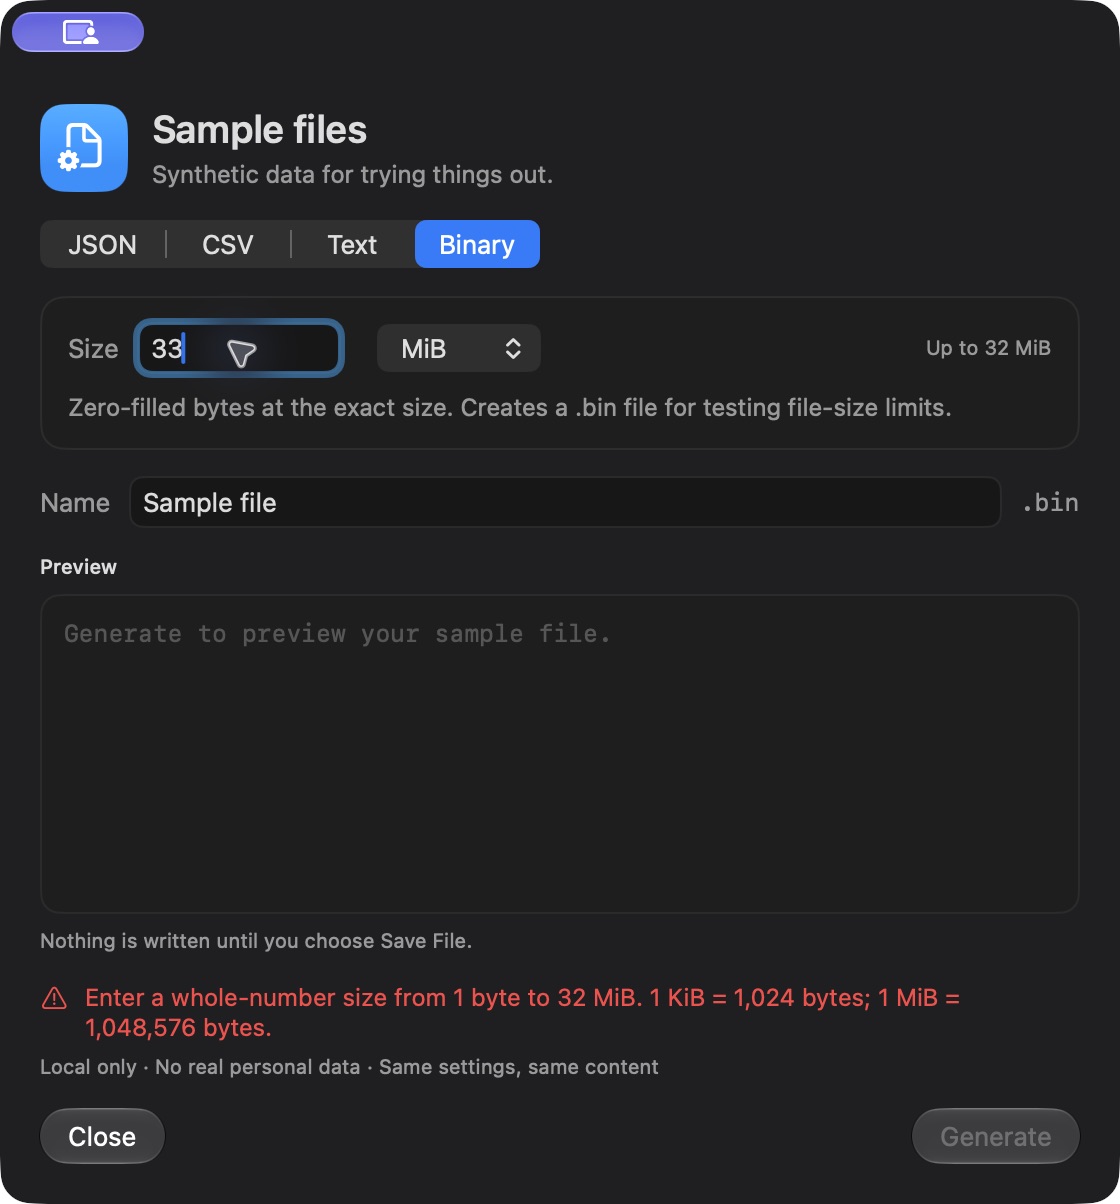 Sample files
Synthetic data for trying things out.
JSON CSV Text Binary
Size 33 MiB Up to 32 MiB
Zero-filled bytes at the exact size. Creates a .bin file for testing file-size limits.
Name Sample file .bin
Preview
Generate to preview your sample file.
Nothing is written until you choose Save File.
Enter a whole-number size from 1 byte to 32 MiB. 1 KiB = 1,024 bytes; 1 MiB =
1,048,576 bytes.
Local only · No real personal data · Same settings, same content
Close Generate